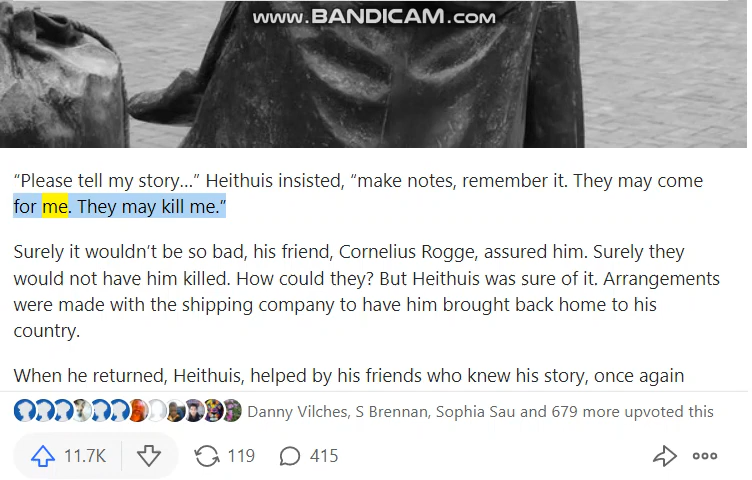 www.BANDICAM.com
“Please tell my story...” Heithuis insisted, “make notes, remember it. They may come
for me. They may kill me.”
Surely it wouldn’t be so bad, his friend, Cornelius Rogge, assured him. Surely they
would not have him killed. How could they? But Heithuis was sure of it. Arrangements
were made with the shipping company to have him brought back home to his
country.
When he returned, Heithuis, helped by his friends who knew his story, once again
Danny Vilches, S Brennan, Sophia Sau and 679 more upvoted this
11.7K 119 415